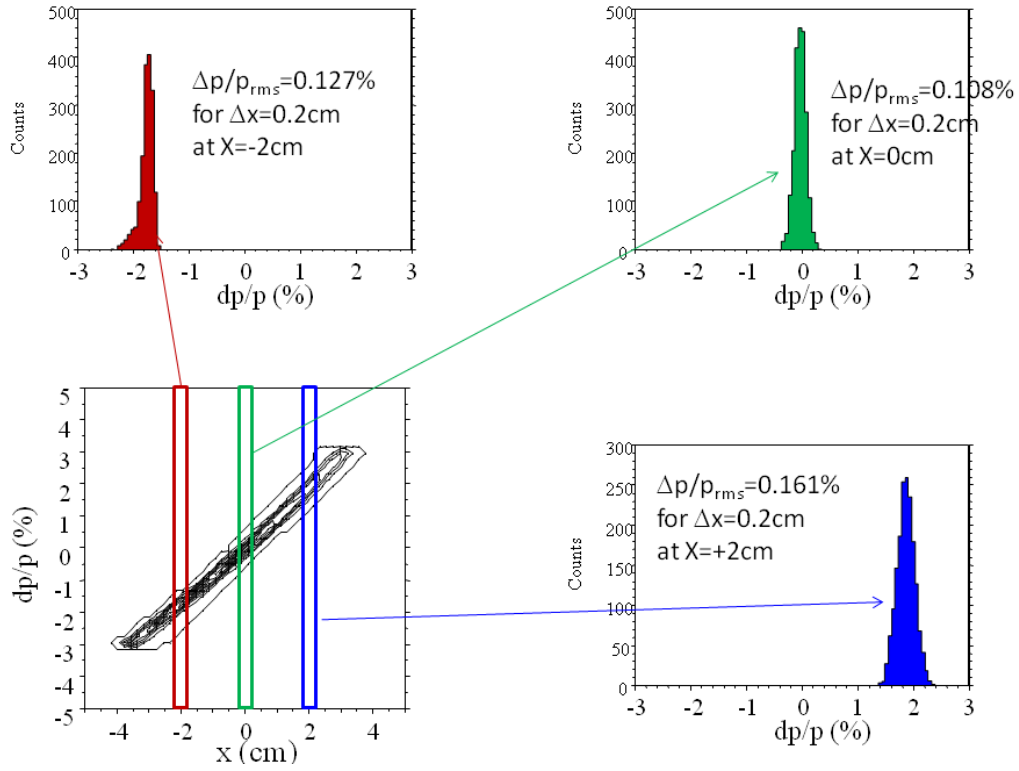 500
400
300
200
100
0
Counts
Δp/prms=0.127%
for Δx=0.2cm
at X=-2cm
-3 -2 -1 0 1 2 3
dp/p (%)
500
400
300
200
100
0
Counts
Δp/prms=0.108%
for Δx=0.2cm
at X=0cm
-3 -2 -1 0 1 2 3
dp/p (%)
5
4
3
2
1
0
-1
-2
-3
-4
-5
dp/p (%)
-4 -2 0 2 4
x (cm)
300
250
200
150
100
50
0
Counts
Δp/prms=0.161%
for Δx=0.2cm
at X=+2cm
-3 -2 -1 0 1 2 3
dp/p (%)